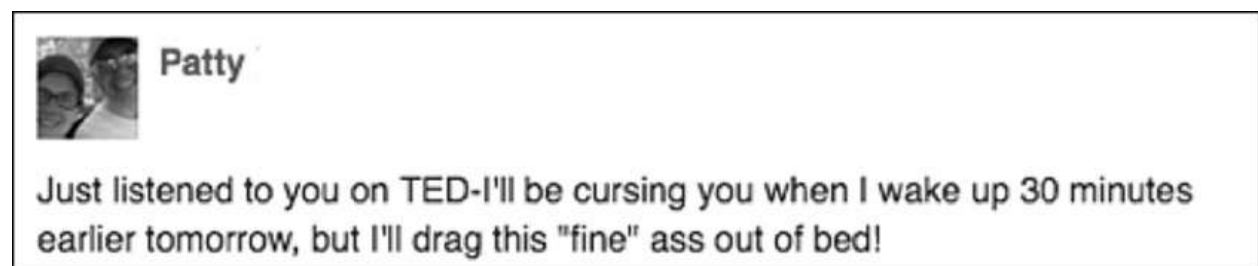 Patty
Just listened to you on TED-I'll be cursing you when I wake up 30 minutes
earlier tomorrow, but I'll drag this "fine" ass out of bed!